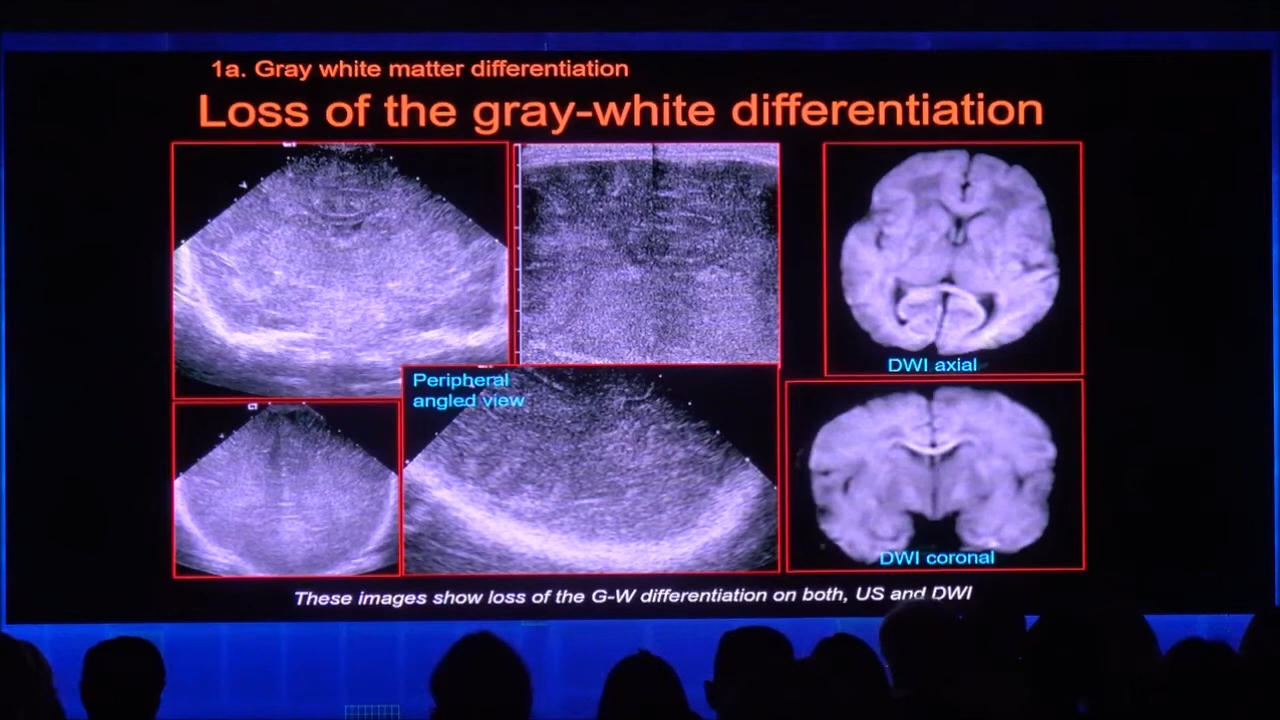 1a. Gray white matter differentiation
Loss of the gray-white differentiation
Peripheral
angled view
DWI axial
DWI coronal
These images show loss of the G-W differentiation on both, US and DWI